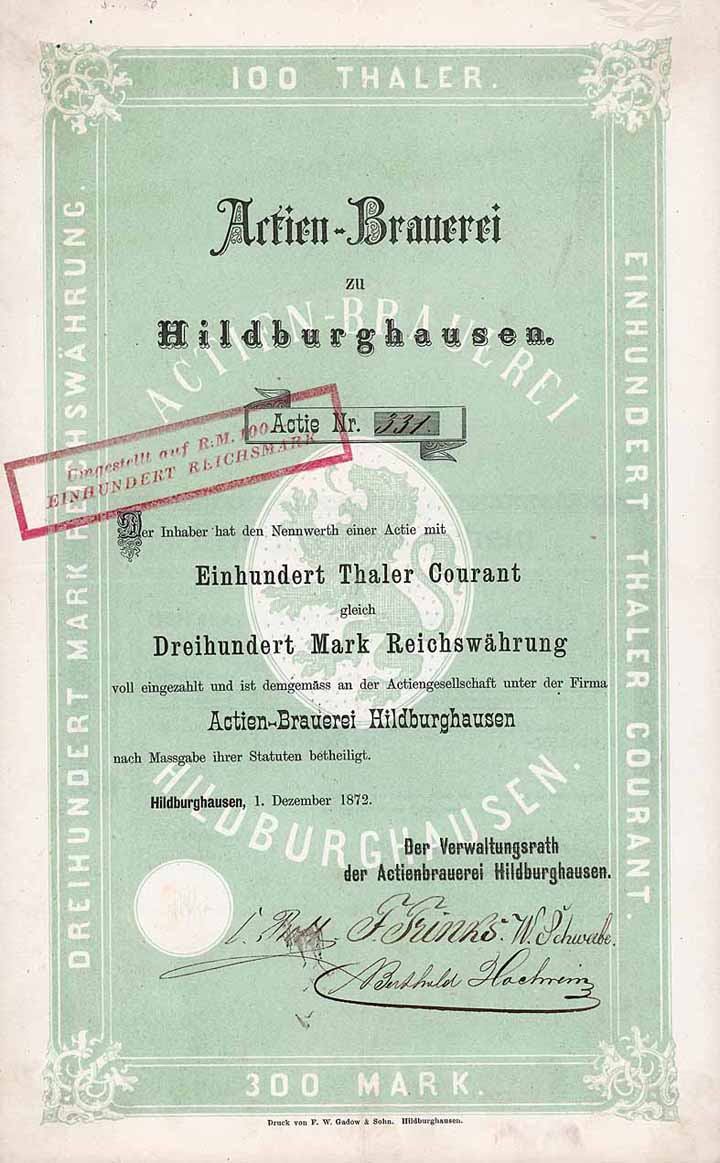 100 THALER.
Actien-Brauerei
zu
Hildburghausen.
ACTIEN-BRAUEREI
Actie Nr. 331.
Umgestellt auf R.M. 100
EINHUNDERT REICHSMARK
Der Inhaber hat den Nennwerth einer Actie mit
Einhundert Thaler Courant
gleich
Dreihundert Mark Reichswährung
voll eingezahlt und ist demgemäss an der Actiengesellschaft unter der Firma
Actien-Brauerei Hildburghausen
nach Massgabe ihrer Statuten betheiligt.
Hildburghausen, 1. Dezember 1872.
HILDBURGHAUSEN.
Der Verwaltungsrath
der Actienbrauerei Hildburghausen.
F. Trinks. W. Schwabe.
Berthold
DREIHUNDERT MARK REICHSWÄHRUNG.
EINHUNDERT THALER COURANT.
300 MARK.
Druck von F. W. Gadow & Sohn. Hildburghausen.